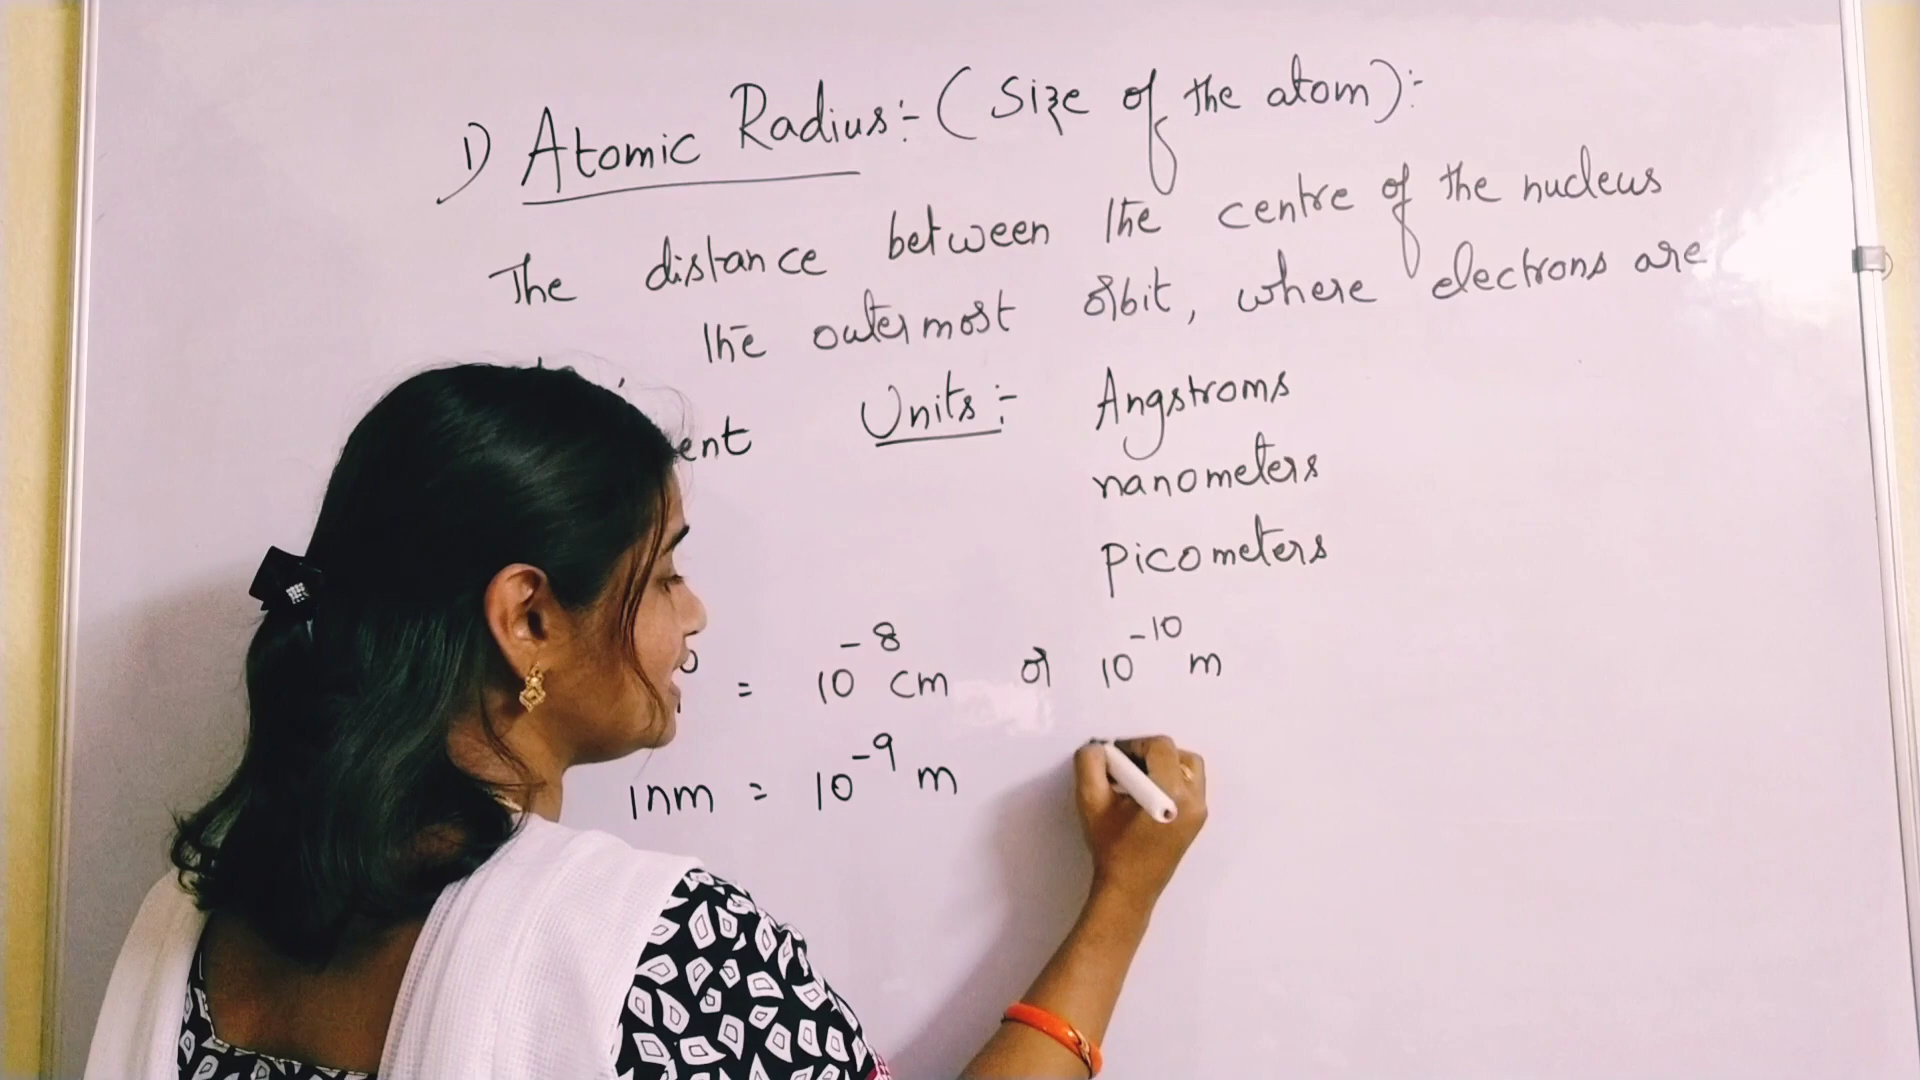 1) Atomic Radius:- (Size of the atom):-
The distance between the centre of the nucleus
the outermost orbit, where electrons are
ent Units:- Angstroms
nanometers
picometers
= 10⁻⁸ cm or 10⁻¹⁰ m
1nm = 10⁻⁹ m